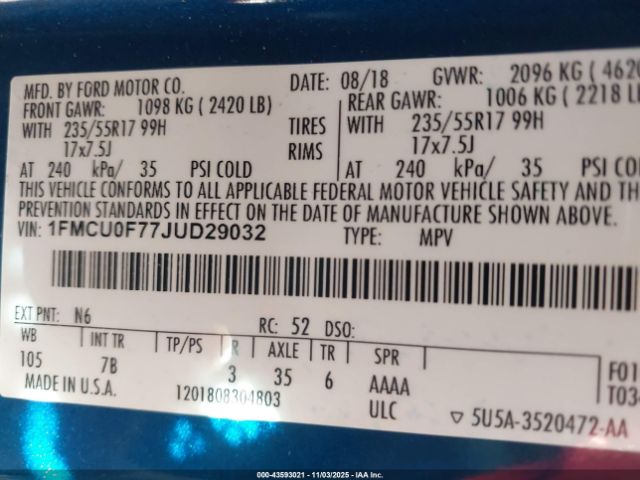 MFD. BY FORD MOTOR CO. DATE: 08/18 GVWR: 2096 KG ( 4620
FRONT GAWR: 1098 KG ( 2420 LB) REAR GAWR: 1006 KG ( 2218 L
WITH 235/55R17 99H TIRES WITH 235/55R17 99H
17x7.5J RIMS 17x7.5J
AT 240 kPa/ 35 PSI COLD AT 240 kPa/ 35 PSI COL
THIS VEHICLE CONFORMS TO ALL APPLICABLE FEDERAL MOTOR VEHICLE SAFETY AND THE
PREVENTION STANDARDS IN EFFECT ON THE DATE OF MANUFACTURE SHOWN ABOVE.
VIN: 1FMCU0F77JUD29032 TYPE: MPV
EXT PNT: N6 RC: 52 DSO:
WB INT TR TP/PS R AXLE TR SPR
105 7B 3 35 6 AAAA F01
MADE IN U.S.A. 1201808304803 ULC T034
▽ 5U5A-3520472-AA
000-43593021 - 11/03/2025 - IAA Auctions